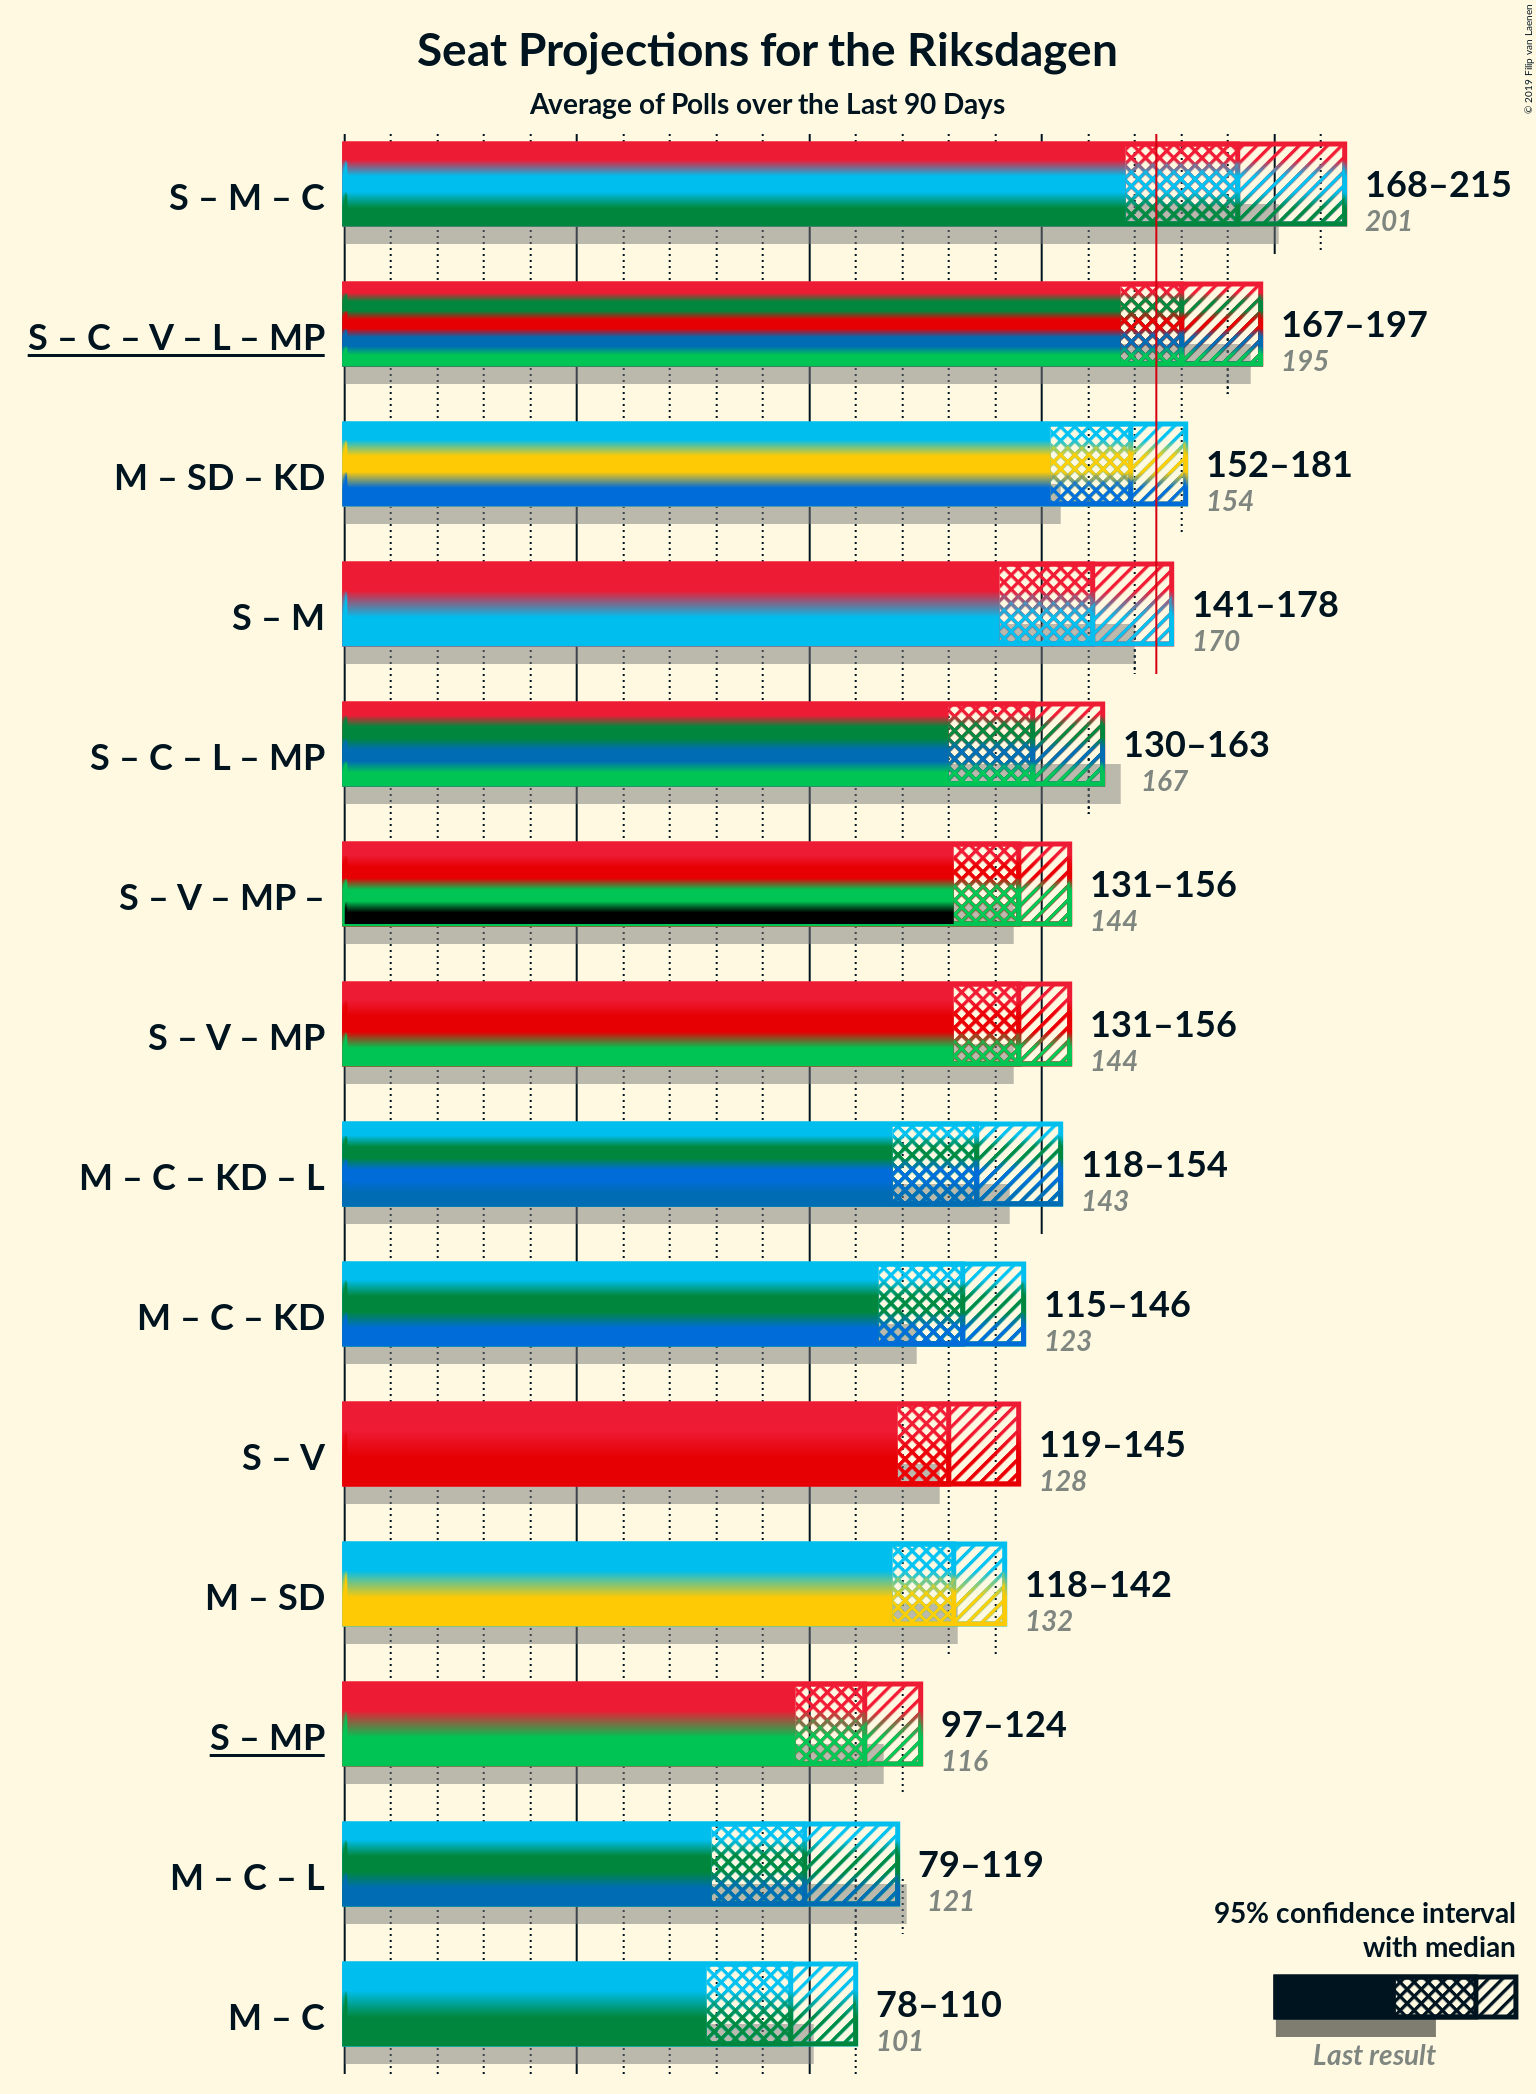 Seat Projections for the Riksdagen
Average of Polls over the Last 90 Days
© 2019 Filip van Laenen
S – M – C
168–215
201
S – C – V – L – MP
167–197
195
M – SD – KD
152–181
154
S – M
141–178
170
S – C – L – MP
130–163
167
S – V – MP –
131–156
144
S – V – MP
131–156
144
M – C – KD – L
118–154
143
M – C – KD
115–146
123
S – V
119–145
128
M – SD
118–142
132
S – MP
97–124
116
M – C – L
79–119
121
M – C
78–110
101
95% confidence interval
with median
Last result